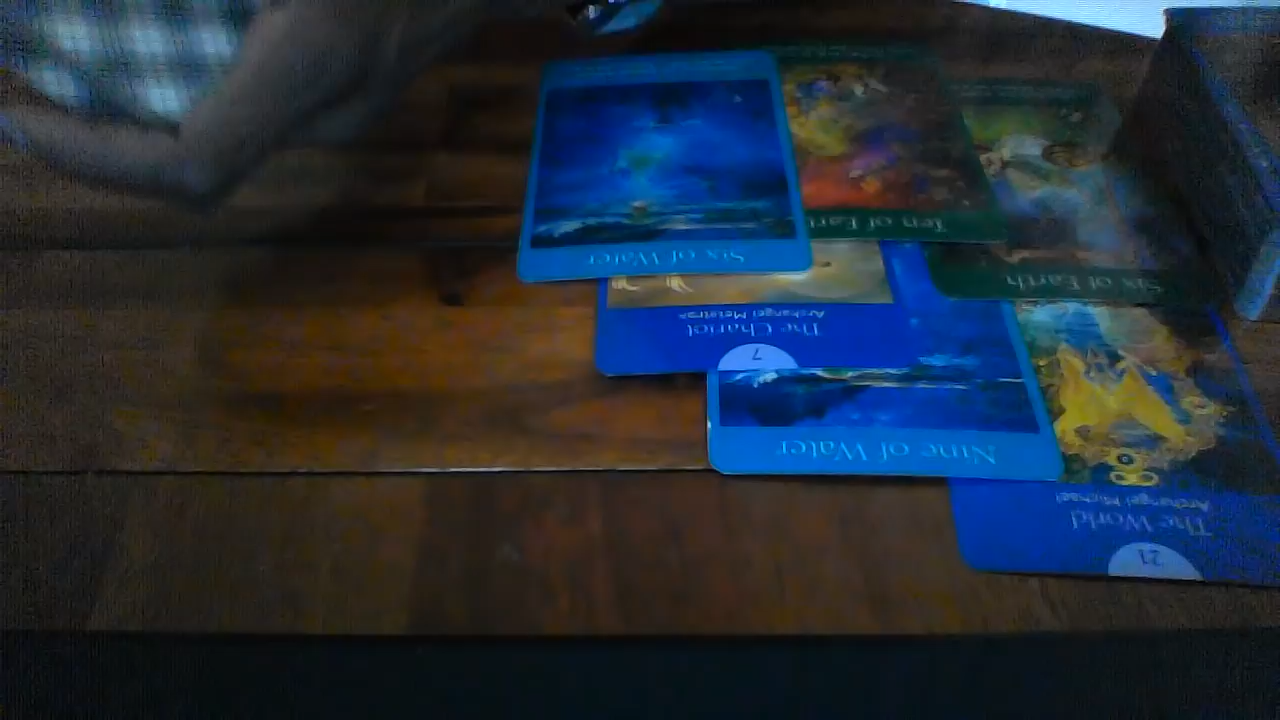 Six of Water
Ten of Earth
Six of Earth
The Chariot
Archangel Metatron
7
Nine of Water
The World
Archangel Michael
21